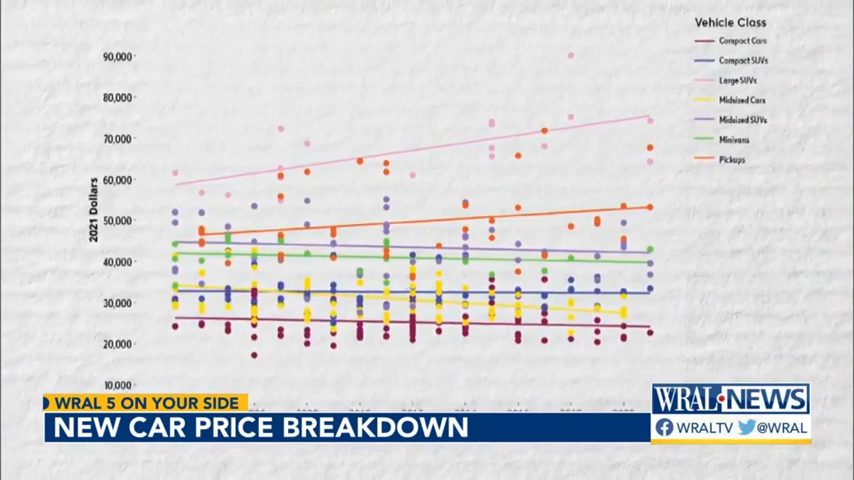 Vehicle Class
Compact Cars
Compact SUVs
Large SUVs
Midsized Cars
Midsized SUVs
Minivans
Pickups
90,000
80,000
70,000
60,000
50,000
40,000
30,000
20,000
10,000
2021 Dollars
WRAL 5 ON YOUR SIDE
NEW CAR PRICE BREAKDOWN
WRAL NEWS
WRALTV @WRAL